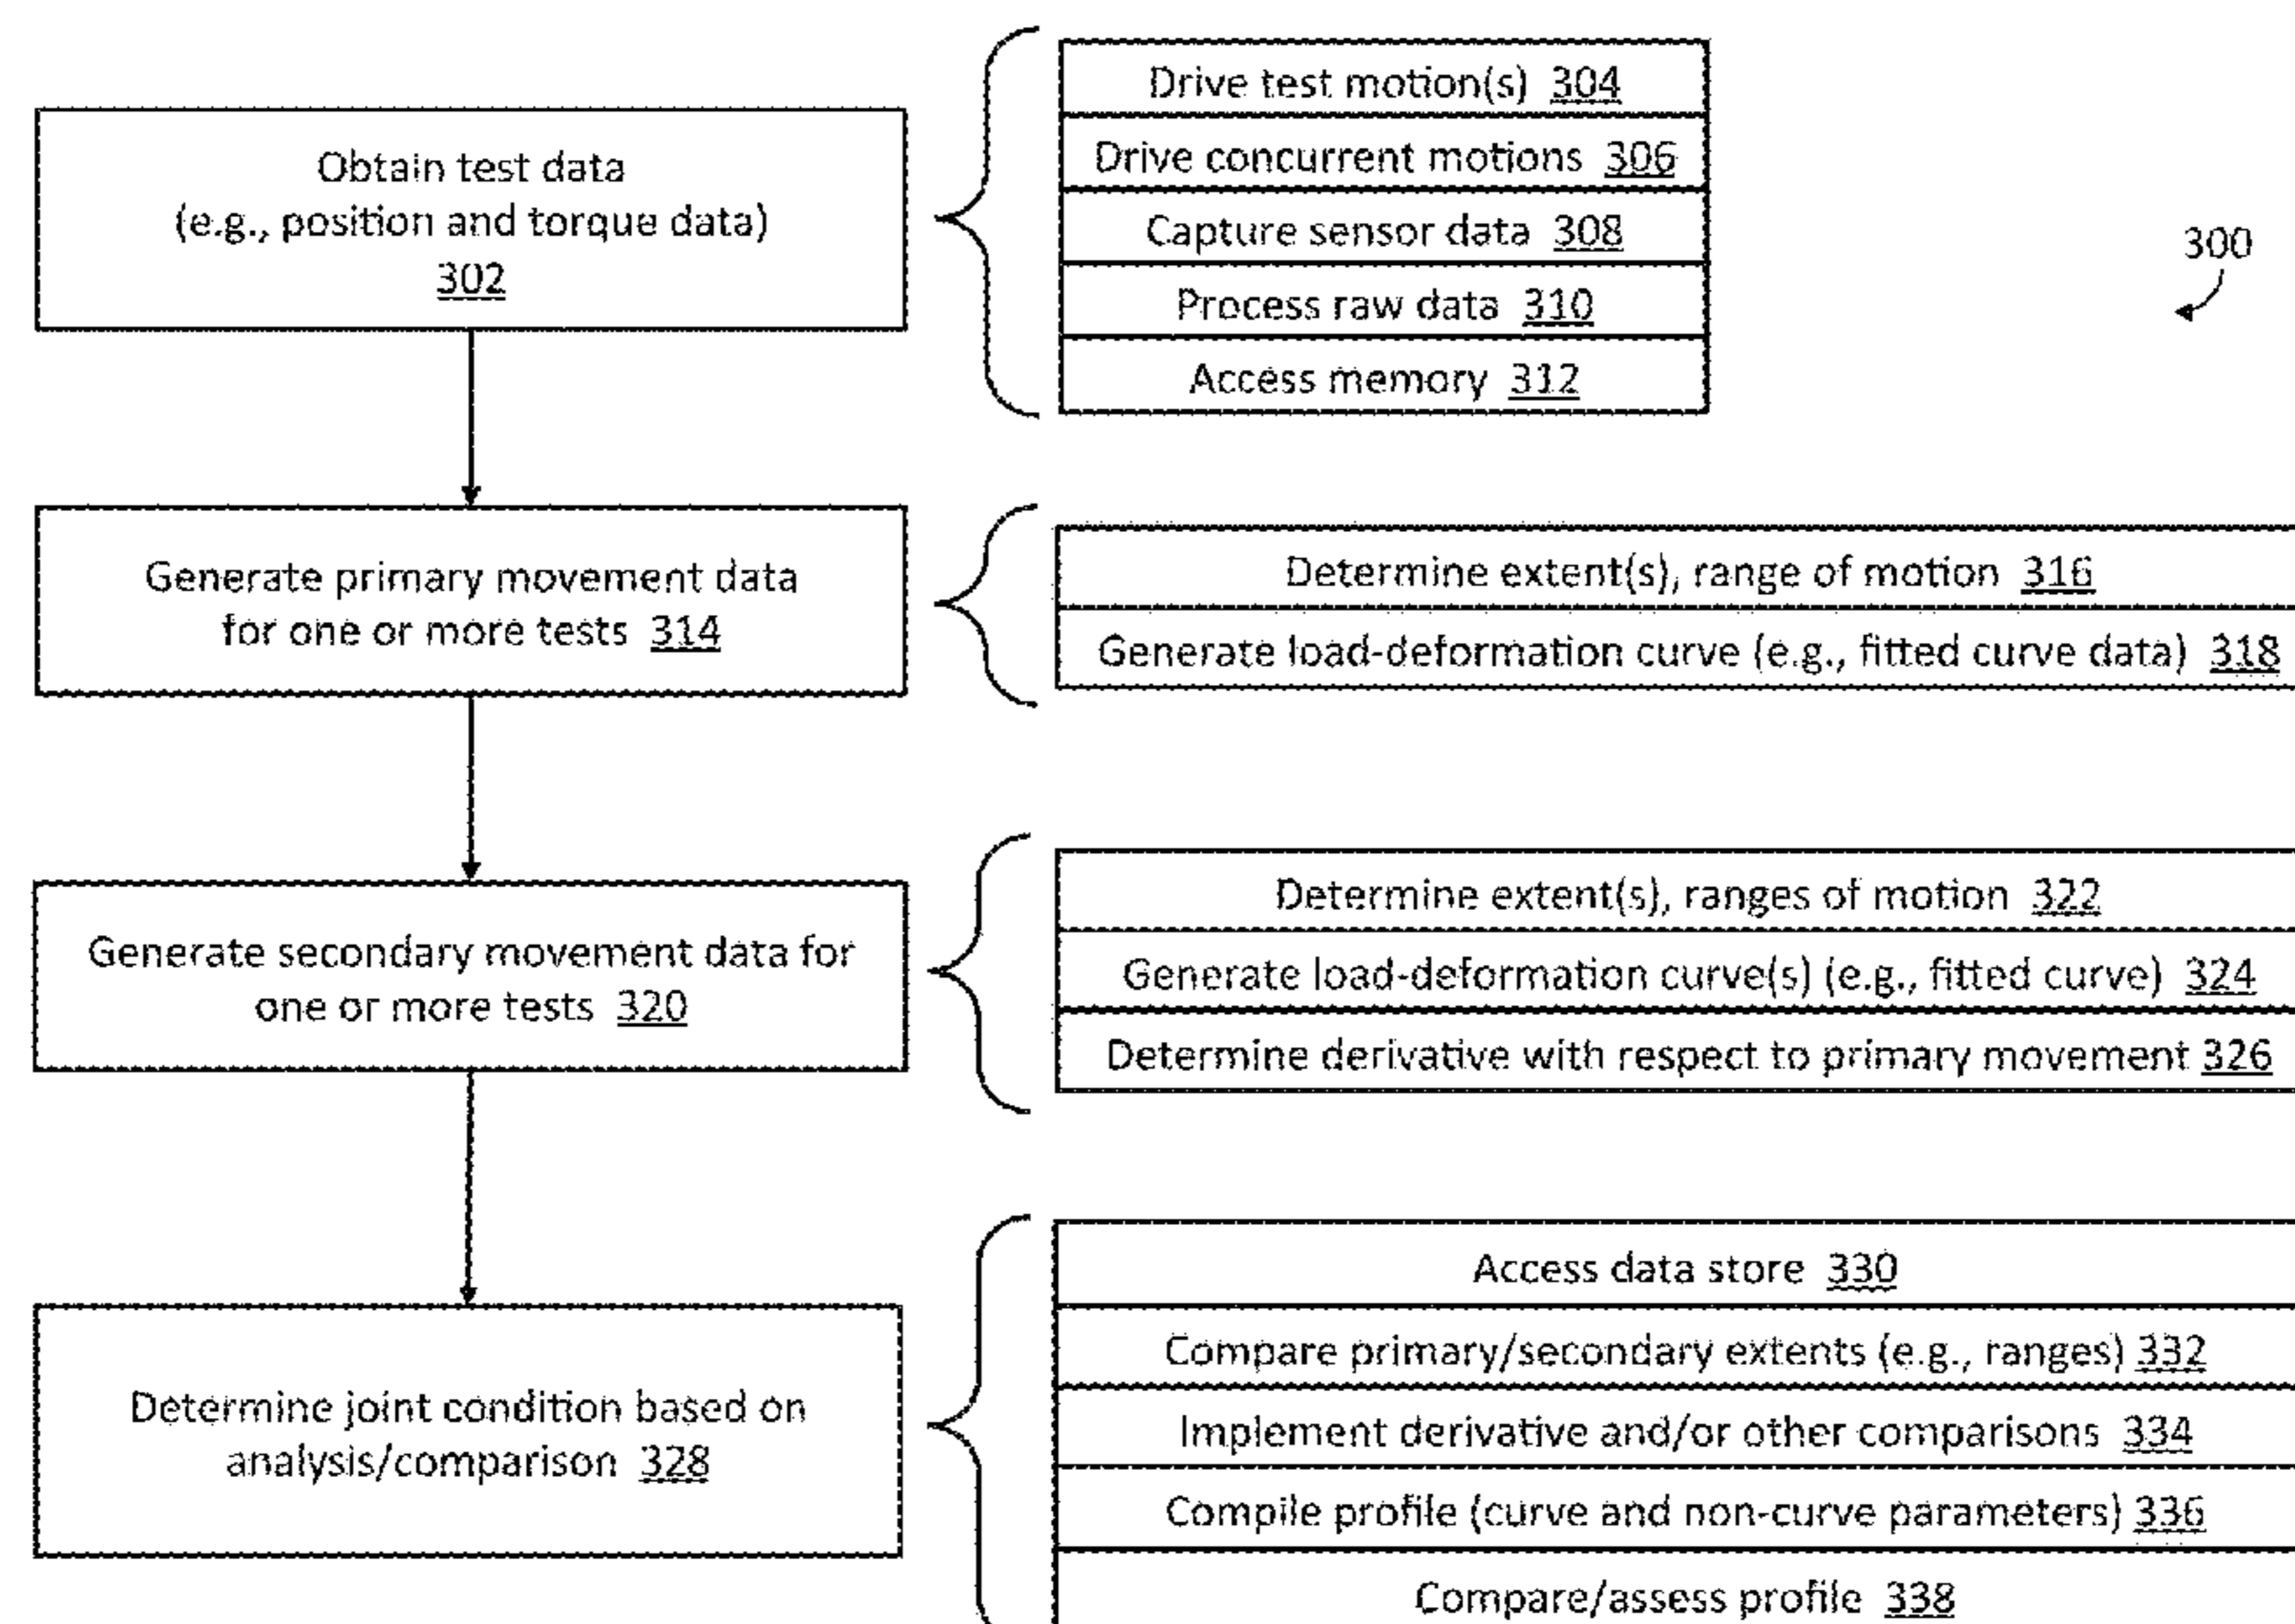 Obtain test data
(e.g., position and torque data)
302
Drive test motion(s) 304
Drive concurrent motions 306
Capture sensor data 308
Process raw data 310
Access memory 312
300
Generate primary movement data
for one or more tests 314
Determine extent(s), range of motion 316
Generate load-deformation curve (e.g., fitted curve data) 318
Generate secondary movement data for
one or more tests 320
Determine extent(s), ranges of motion 322
Generate load-deformation curve(s) (e.g., fitted curve) 324
Determine derivative with respect to primary movement 326
Determine joint condition based on
analysis/comparison 328
Access data store 330
Compare primary/secondary extents (e.g., ranges) 332
Implement derivative and/or other comparisons 334
Compile profile (curve and non-curve parameters) 336
Compare/assess profile 338